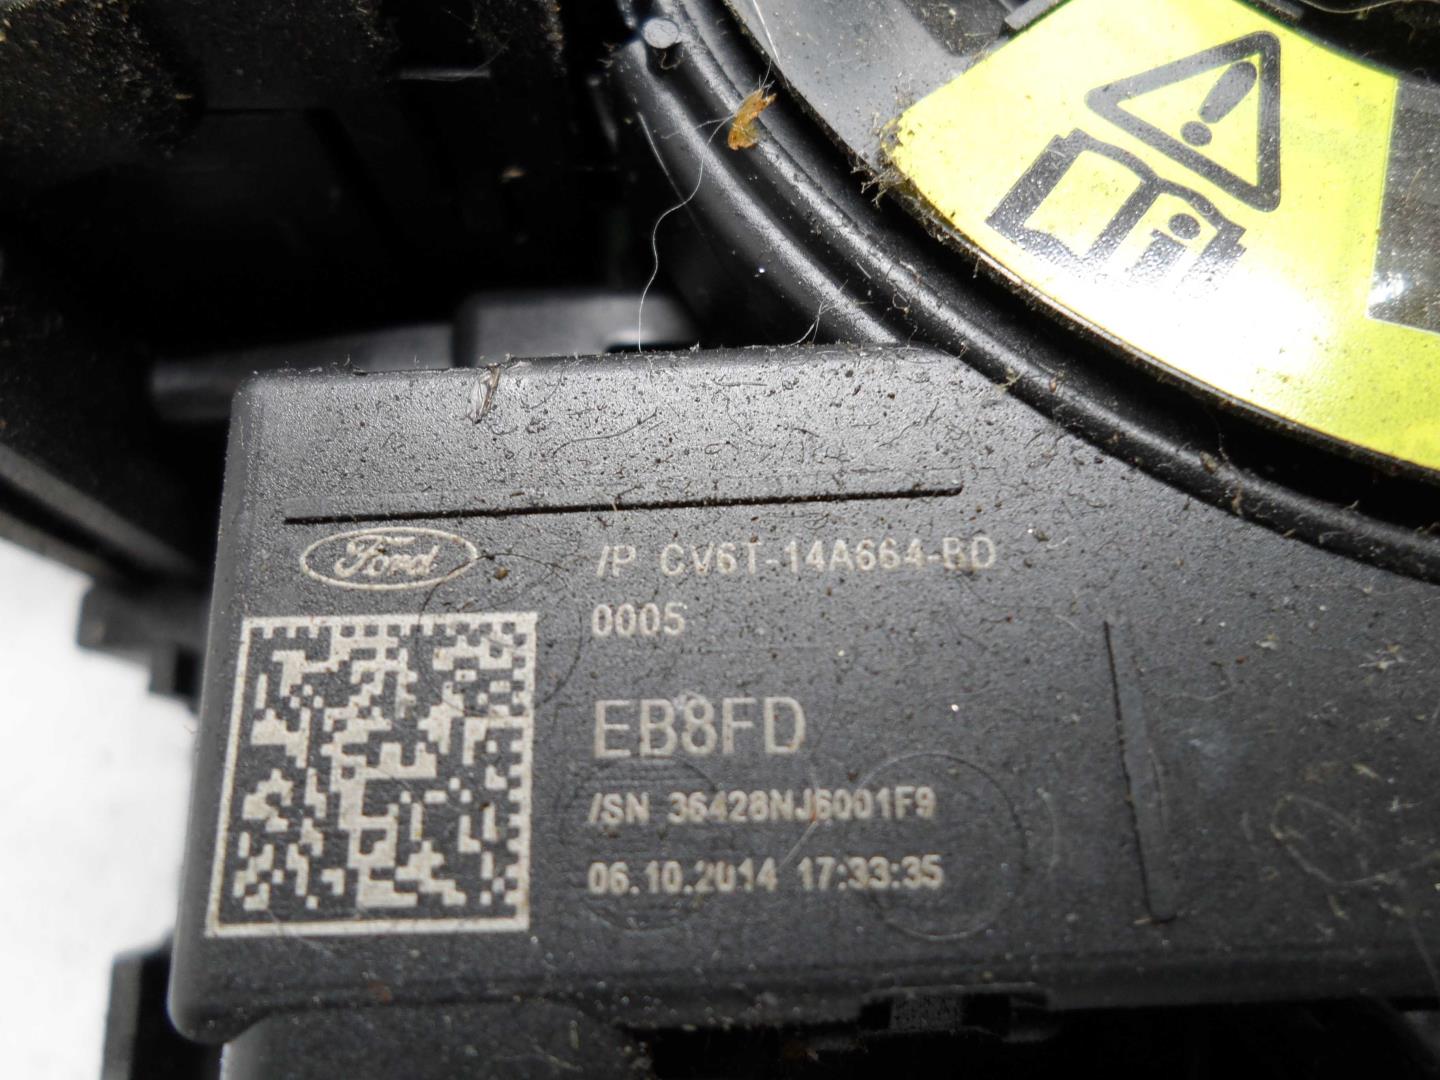 Ford
/P CV6T-14A664-BD
0005
EB8FD
/SN 36428NJ6001F9
06.10.2014 17:33:35